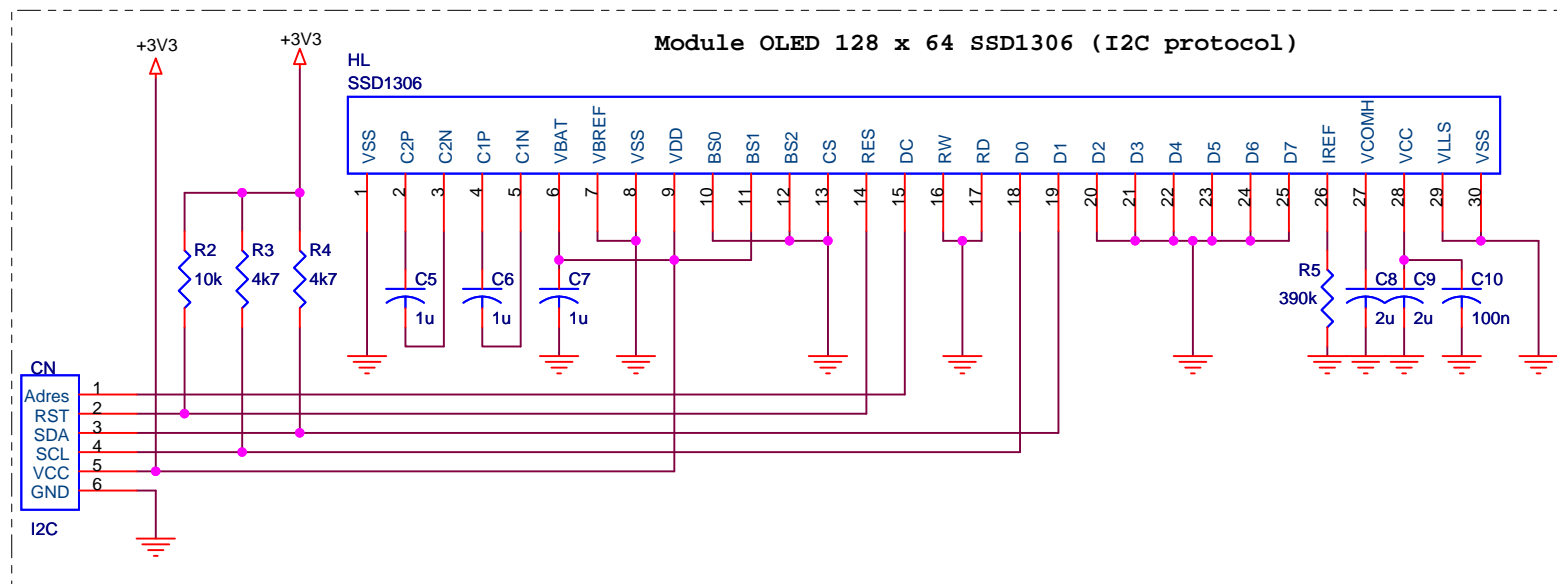 Module OLED 128 x 64 SSD1306 (I2C protocol)
+3V3
+3V3
HL
SSD1306
VSS
C2P
C2N
C1P
C1N
VBAT
VBREF
VSS
VDD
BS0
BS1
BS2
CS
RES
DC
RW
RD
D0
D1
D2
D3
D4
D5
D6
D7
IREF
VCOMH
VCC
VLLS
VSS
1
2
3
4
5
6
7
8
9
10
11
12
13
14
15
16
17
18
19
20
21
22
23
24
25
26
27
28
29
30
R2
10k
R3
4k7
R4
4k7
C5
1u
C6
1u
C7
1u
R5
390k
C8
2u
C9
2u
C10
100n
CN
Adres 1
RST 2
SDA 3
SCL 4
VCC 5
GND 6
I2C